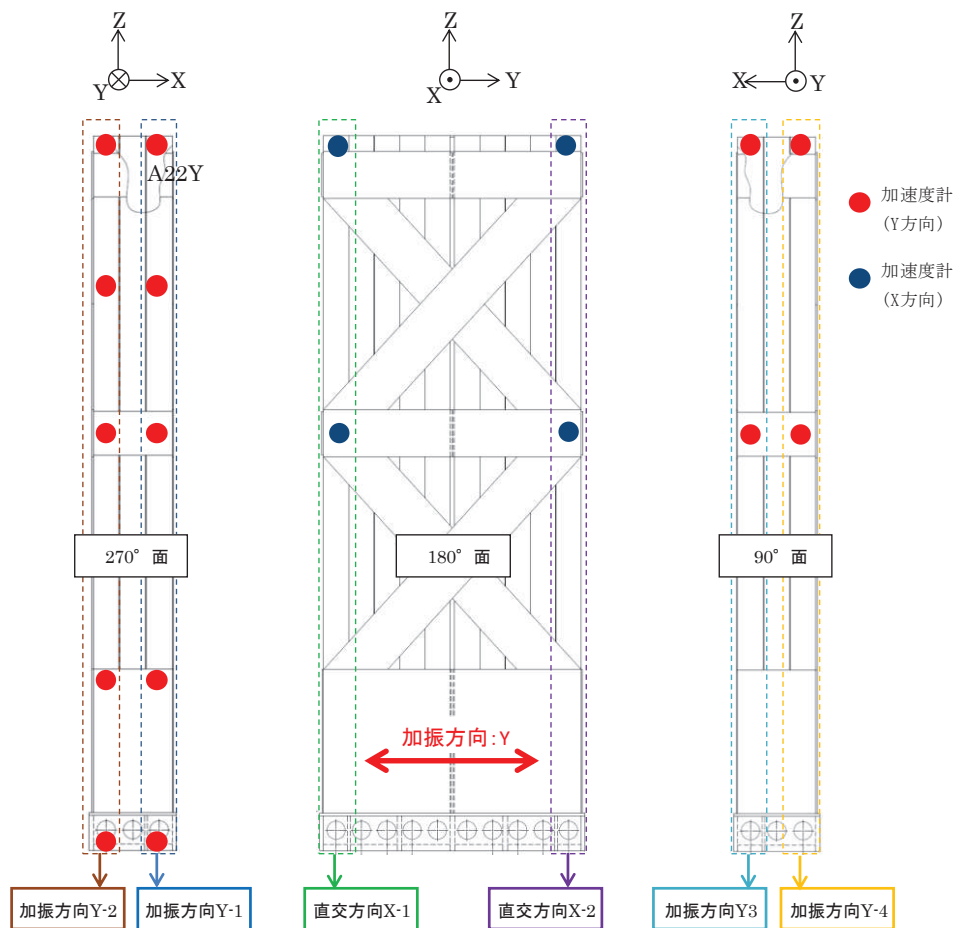 Z
Y
X
Z
X
Y
Z
X
Y
A22Y
加速度計
(Y方向)
加速度計
(X方向)
270° 面
180° 面
90° 面
加振方向:Y
加振方向Y-2
加振方向Y-1
直交方向X-1
直交方向X-2
加振方向Y3
加振方向Y-4